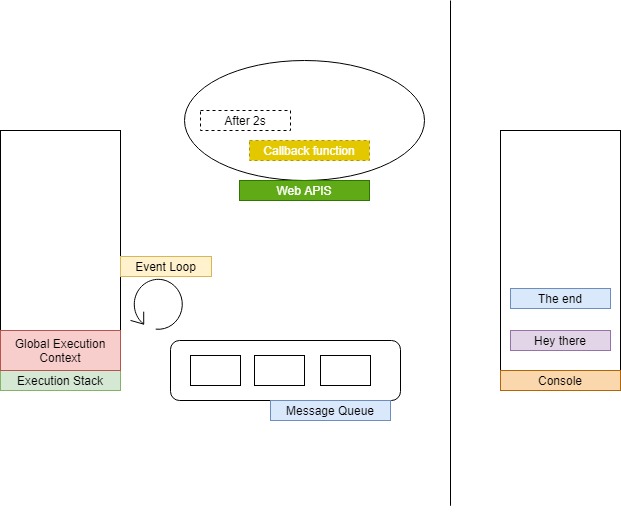 After 2s
Callback function
Web APIS
Event Loop
Global Execution
Context
Execution Stack
Message Queue
The end
Hey there
Console